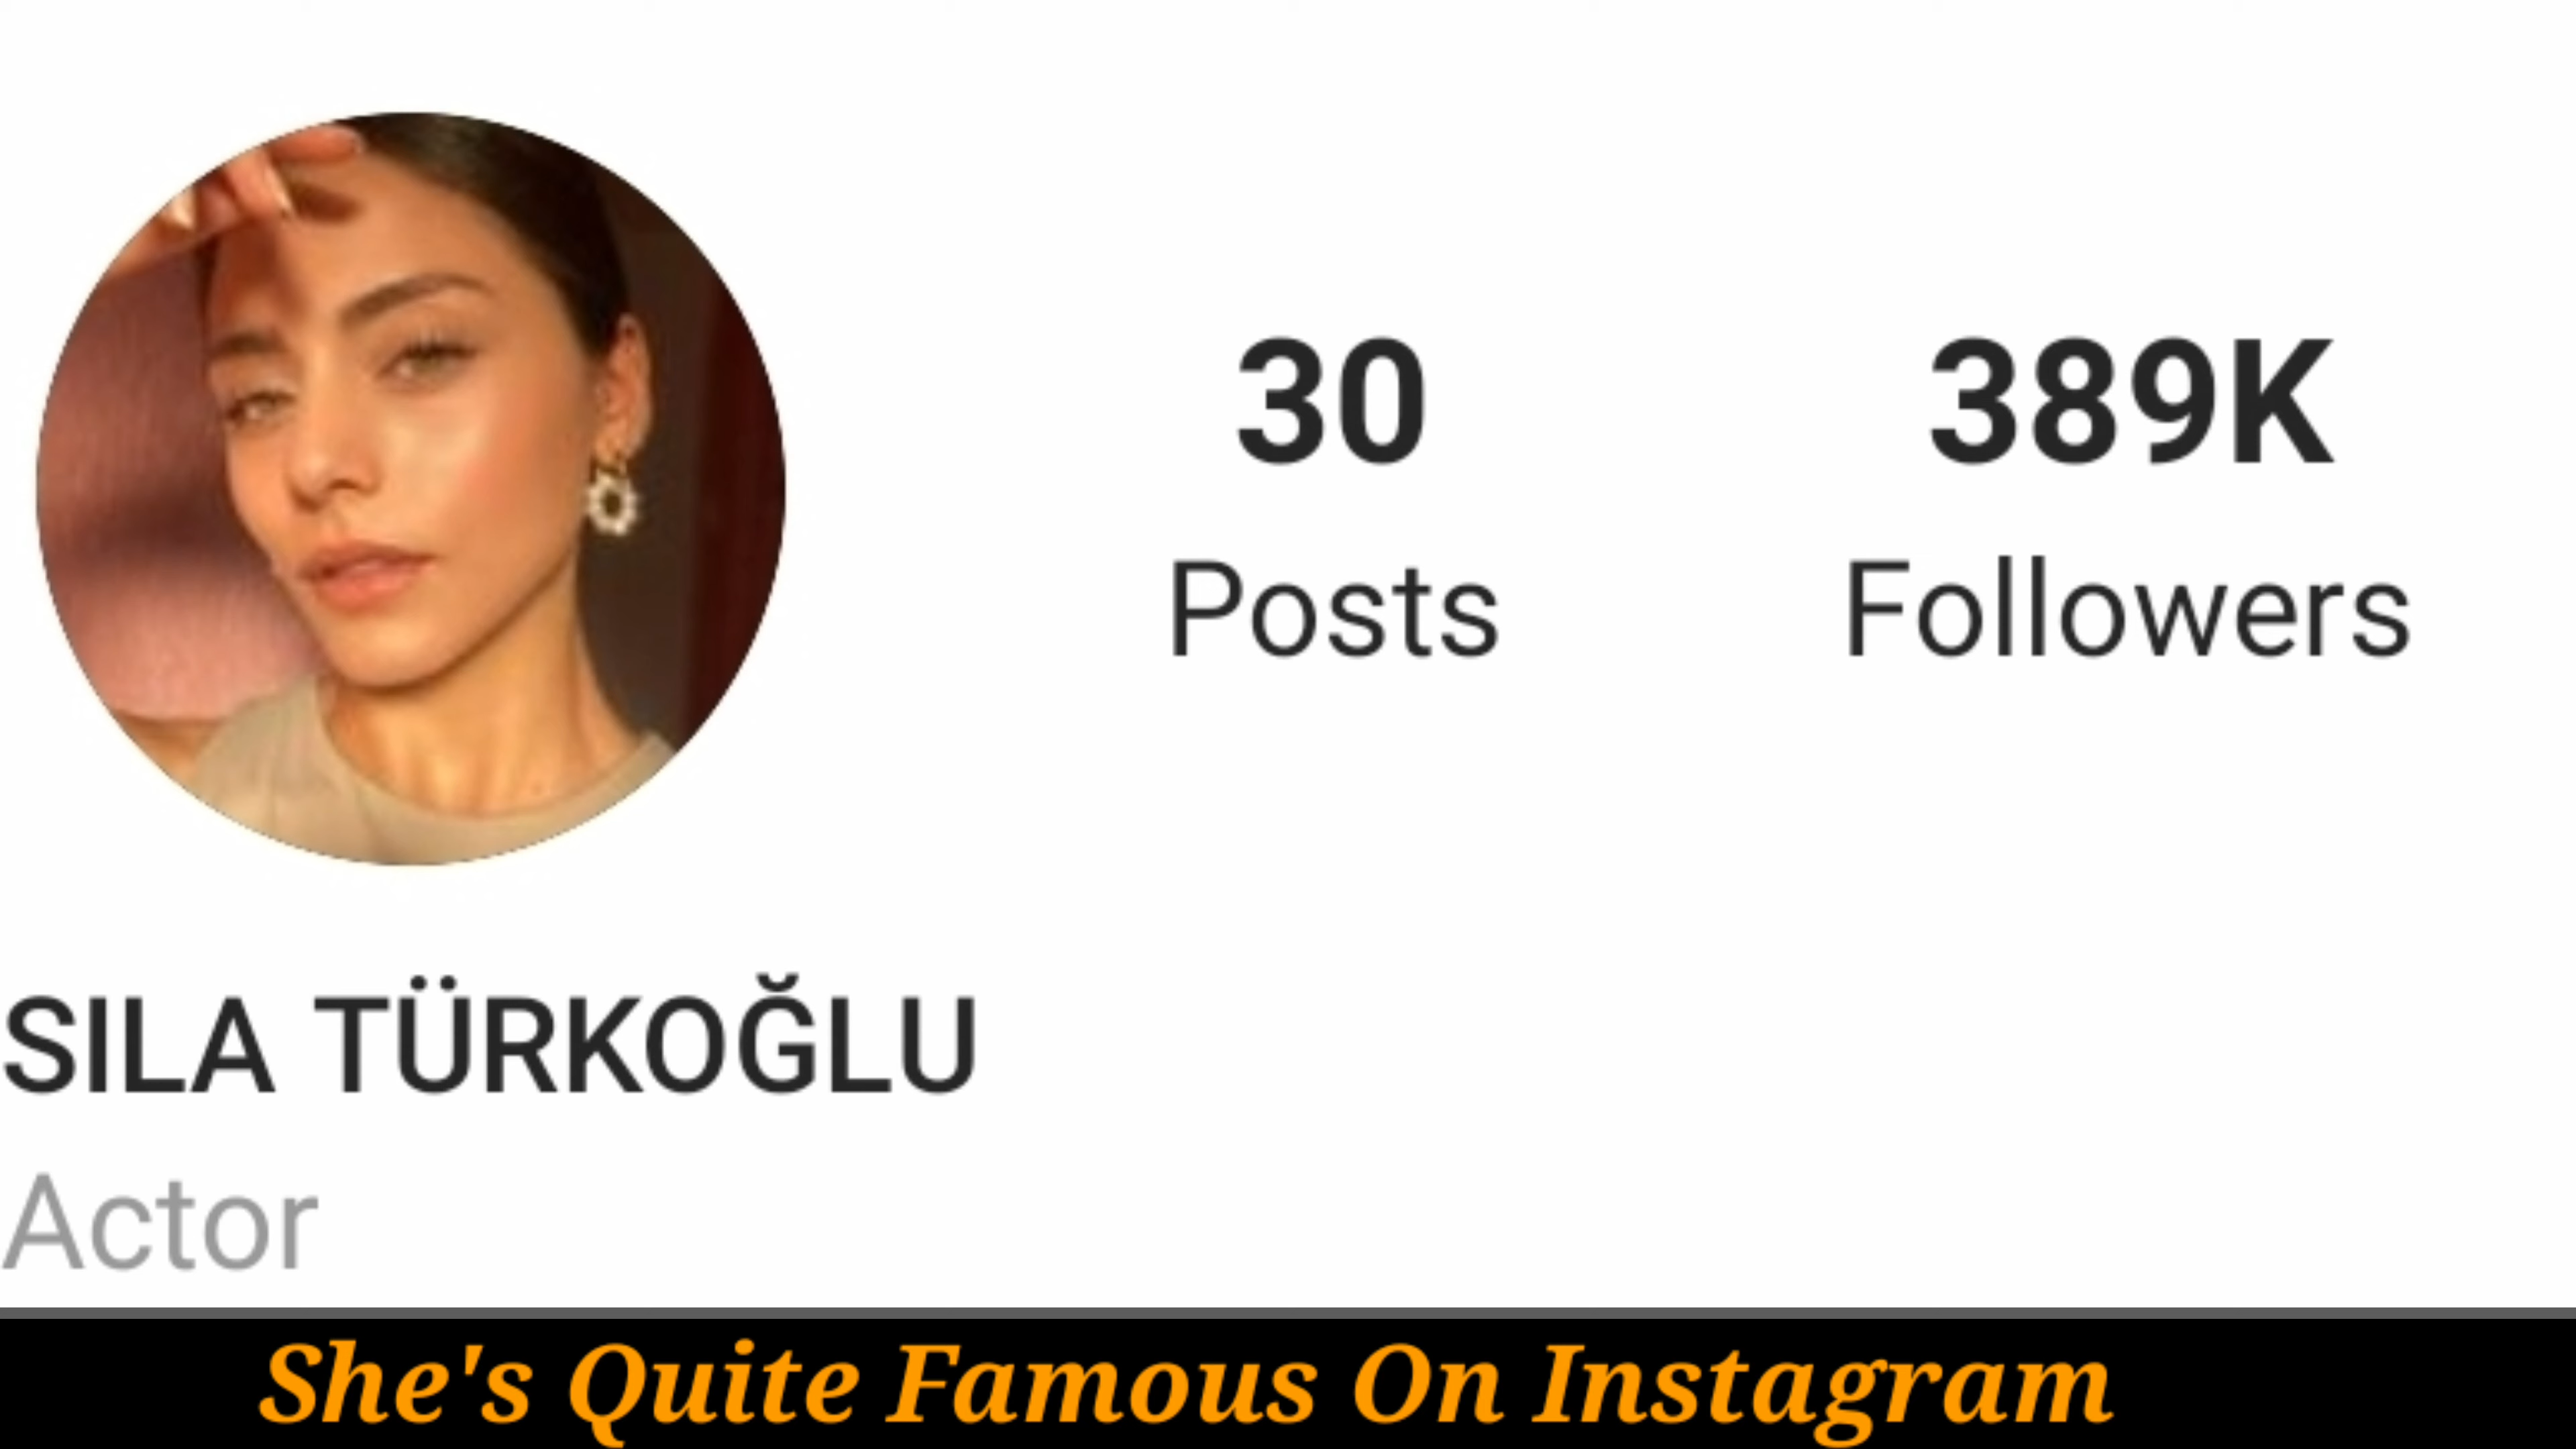 30
389K
Posts
Followers
SILA TÜRKOĞLU
Actor
She's Quite Famous On Instagram